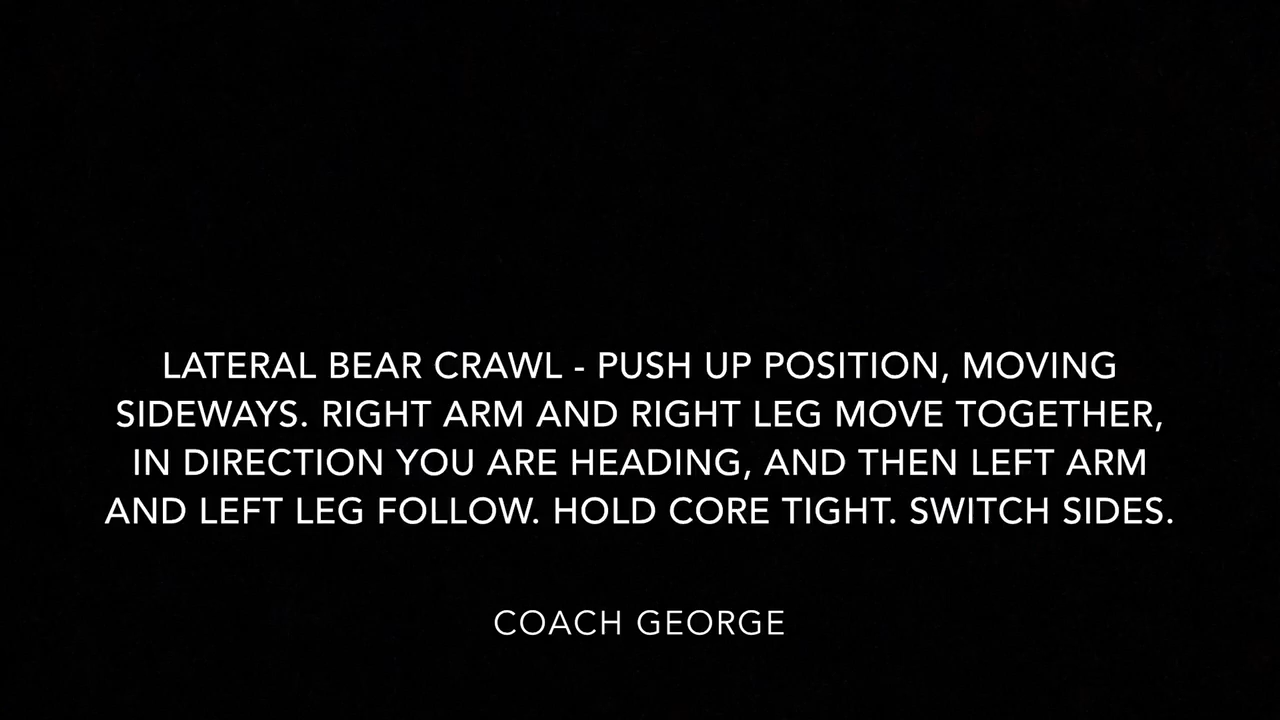 LATERAL BEAR CRAWL - PUSH UP POSITION, MOVING
SIDEWAYS. RIGHT ARM AND RIGHT LEG MOVE TOGETHER,
IN DIRECTION YOU ARE HEADING, AND THEN LEFT ARM
AND LEFT LEG FOLLOW. HOLD CORE TIGHT. SWITCH SIDES.
COACH GEORGE